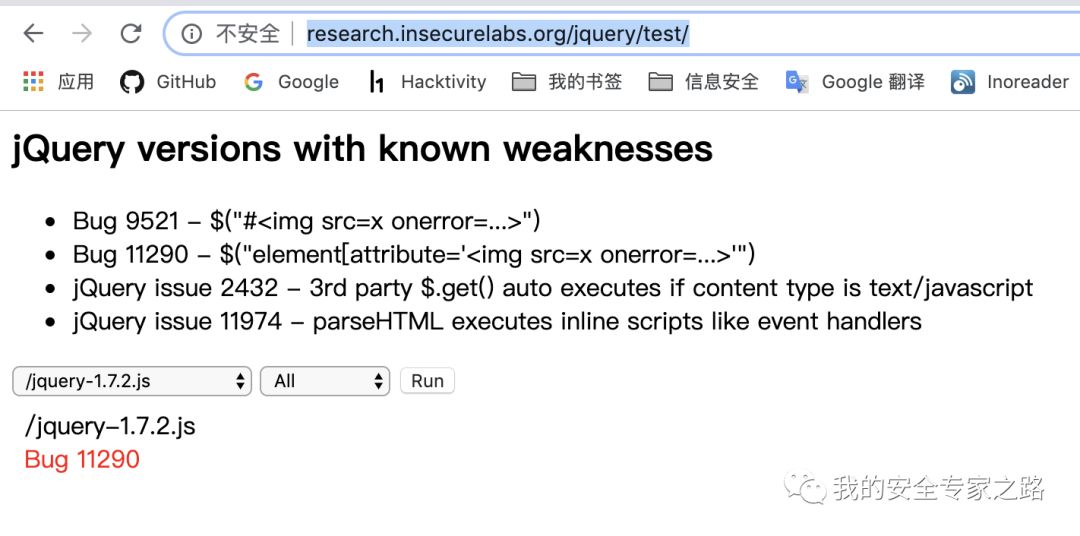 不安全 | research.insecurelabs.org/jquery/test/
应用 GitHub Google Hacktivity 我的书签 信息安全 Google 翻译 Inoreader
jQuery versions with known weaknesses
• Bug 9521 – $("#<img src=x onerror=...>")
• Bug 11290 – $("element[attribute='<img src=x onerror=...>'")
• jQuery issue 2432 – 3rd party $.get() auto executes if content type is text/javascript
• jQuery issue 11974 – parseHTML executes inline scripts like event handlers
/jquery-1.7.2.js All Run
/jquery-1.7.2.js
Bug 11290
我的安全专家之路